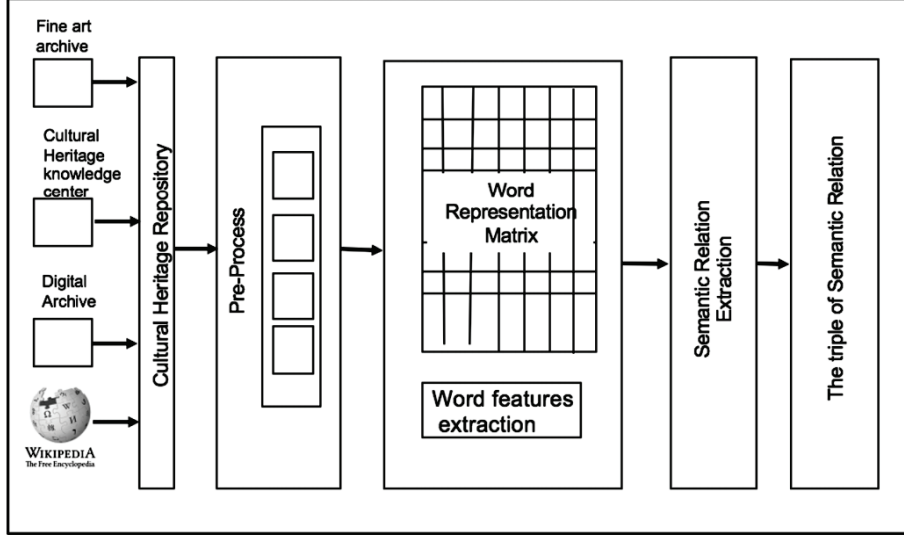 Fine art
archive
Cultural
Heritage
knowledge
center
Digital
Archive
WIKIPEDIA
The Free Encyclopedia
Cultural Heritage Repository
Pre-Process
Word
Representation
Matrix
Word features
extraction
Semantic Relation
Extraction
The triple of Semantic Relation